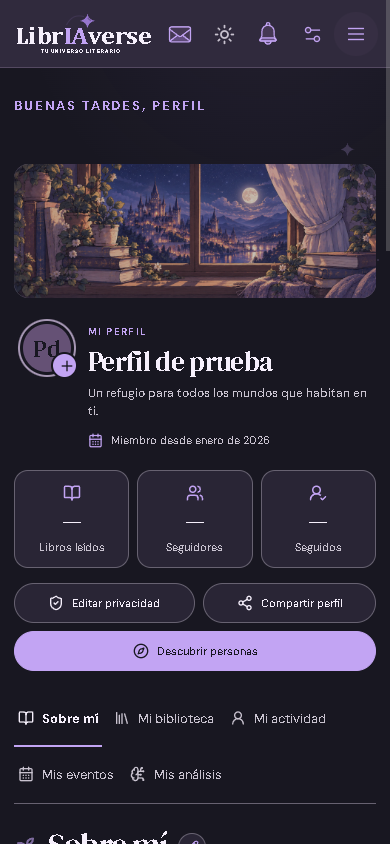 LibrIAverse
TU UNIVERSO LITERARIO
BUENAS TARDES, PERFIL
MI PERFIL
Pd
Perfil de prueba
Un refugio para todos los mundos que habitan en
ti.
Miembro desde enero de 2026
— — —
Libros leídos Seguidores Seguidos
Editar privacidad Compartir perfil
Descubrir personas
Sobre mí Mi biblioteca Mi actividad
Mis eventos Mis análisis
Sobre mí